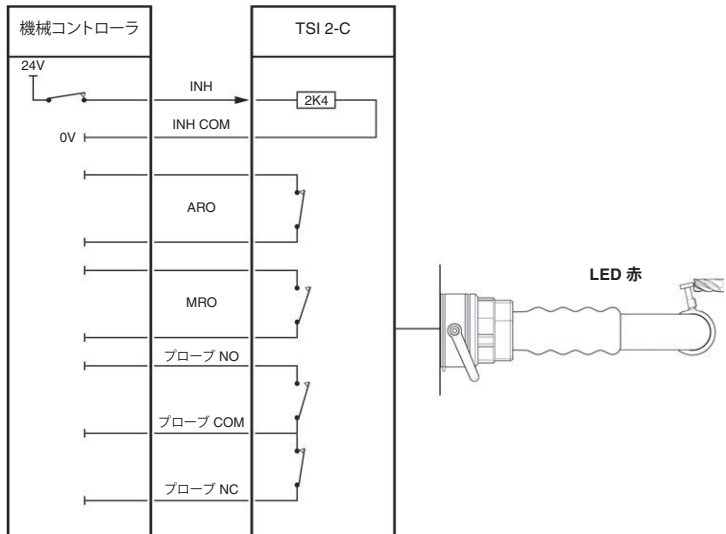 機械コントローラ
TSI 2-C
24V
INH
2K4
INH COM
0V
ARO
LED 赤
MRO
プローブ NO
プローブ COM
プローブ NC